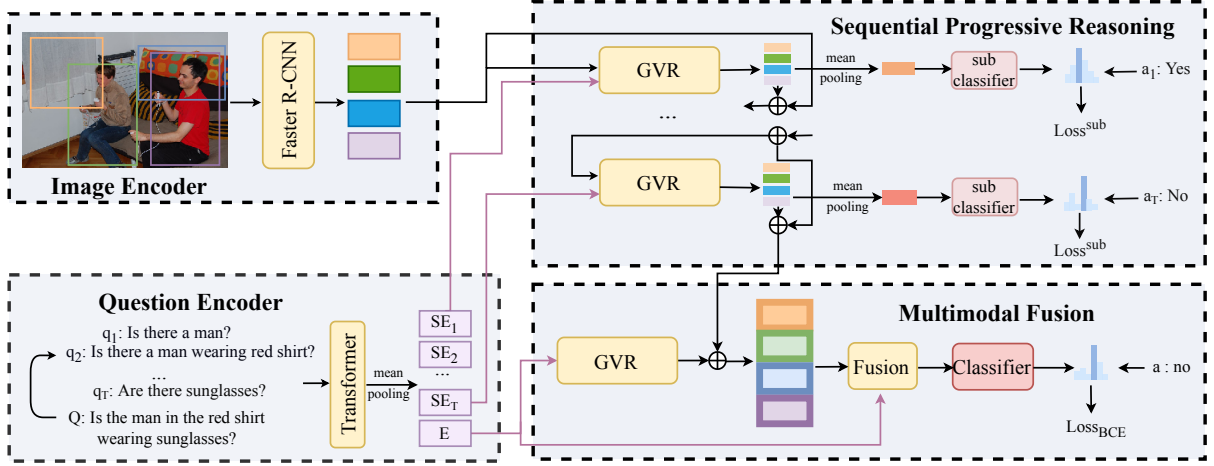 Image Encoder
Faster R-CNN
Sequential Progressive Reasoning
GVR
mean
pooling
sub
classifier
a1: Yes
Loss^sub
...
GVR
mean
pooling
sub
classifier
aT: No
Loss^sub
Question Encoder
q1: Is there a man?
q2: Is there a man wearing red shirt?
...
qT: Are there sunglasses?
Q: Is the man in the red shirt
wearing sunglasses?
Transformer
mean
pooling
SE1
SE2
...
SET
E
Multimodal Fusion
GVR
Fusion
Classifier
a : no
LossBCE